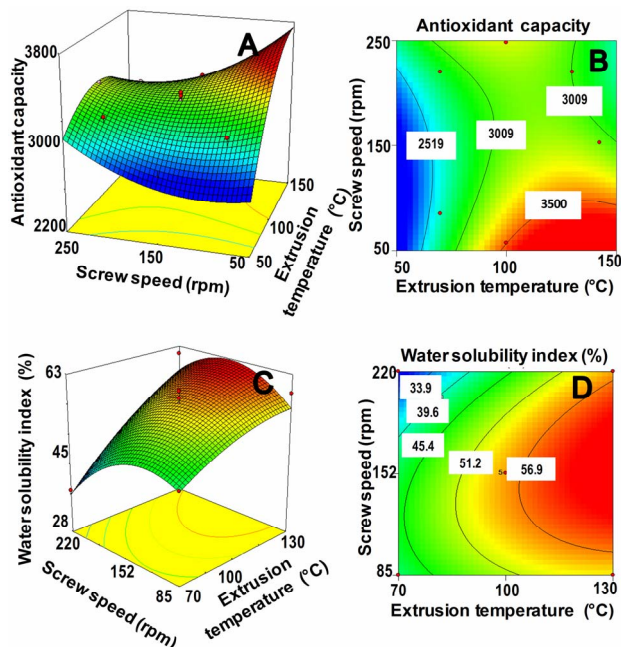 A
3800
3000
2200
Antioxidant capacity
250
150
50
Screw speed (rpm)
50
100
150
Extrusion
temperature (°C)
Antioxidant capacity
B
250
150
50
Screw speed (rpm)
2519
3009
3009
3500
50
100
150
Extrusion temperature (°C)
C
63
45
28
Water solubility index (%)
220
152
85
Screw speed (rpm)
70
100
130
Extrusion
temperature (°C)
Water solubility index (%)
D
220
152
85
Screw speed (rpm)
33.9
39.6
45.4
51.2
5
56.9
70
100
130
Extrusion temperature (°C)